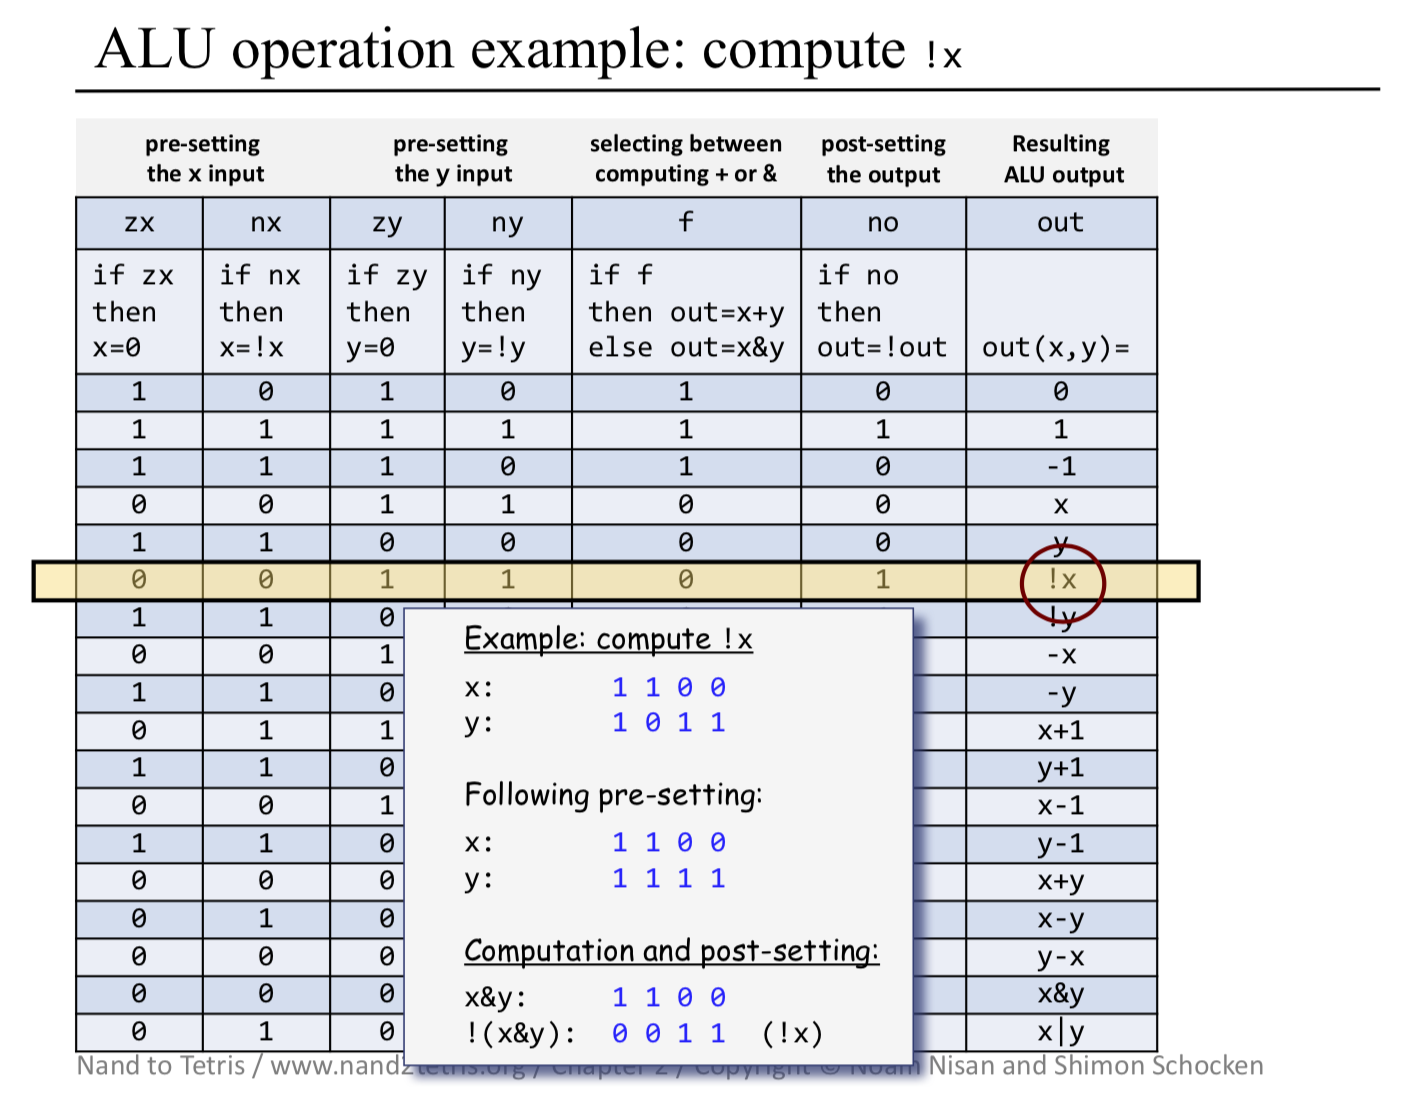 ALU operation example: compute !x
pre-setting the x input pre-setting the y input selecting between computing + or & post-setting the output Resulting ALU output
zx nx zy ny f no out
if zx then x=0 if nx then x=!x if zy then y=0 if ny then y=!y if f then out=x+y else out=x&y if no then out=!out out(x,y)=
1 0 1 0 1 0 0
1 1 1 1 1 1 1
1 1 1 0 1 0 -1
0 0 1 1 0 0 x
1 1 0 0 0 0 y
0 0 1 1 0 1 !x
1 1 0 !y
0 0 1 -x
1 1 0 -y
0 1 1 x+1
1 1 0 y+1
0 0 1 x-1
1 1 0 y-1
0 0 0 x+y
0 1 0 x-y
0 0 0 y-x
0 0 0 x&y
0 1 0 x|y
Example: compute !x
x: 1 1 0 0
y: 1 0 1 1
Following pre-setting:
x: 1 1 0 0
y: 1 1 1 1
Computation and post-setting:
x&y: 1 1 0 0
!(x&y): 0 0 1 1 (!x)
Nand to Tetris / www.nand2tetris.org / Chapter 2 / Copyright © Noam Nisan and Shimon Schocken